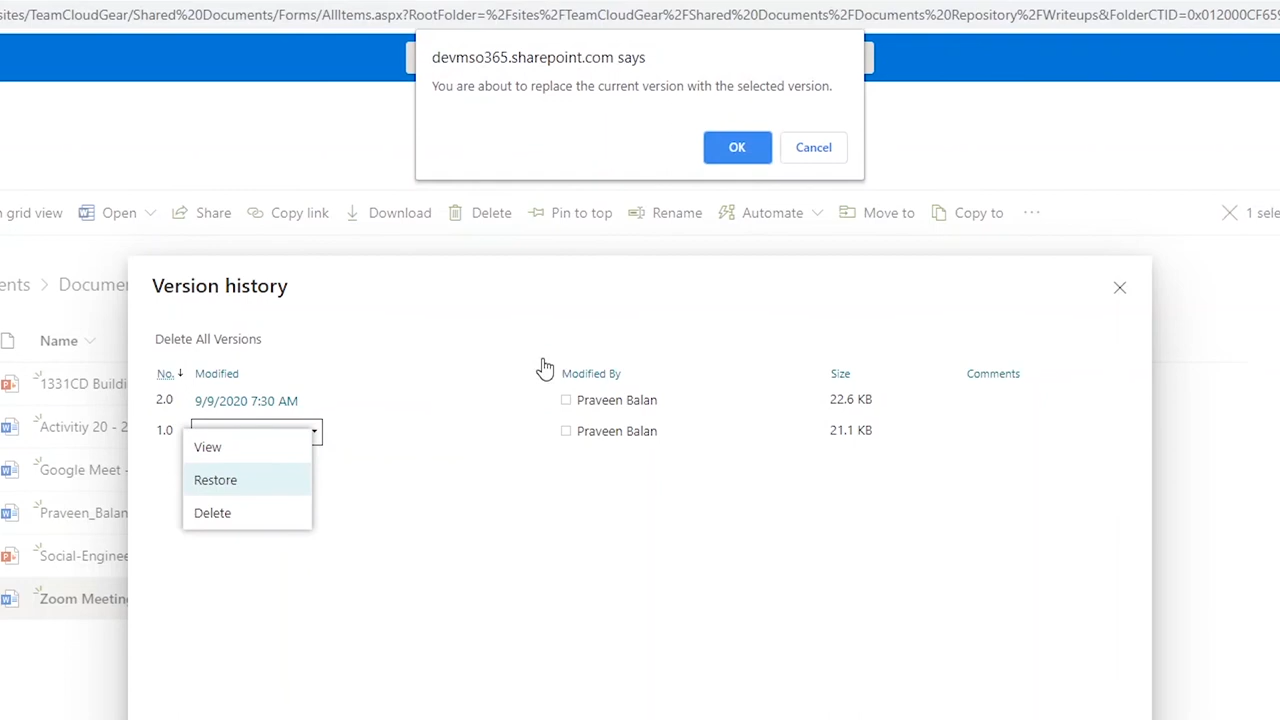 sites/TeamCloudGear/Shared%20Documents/Forms/AllItems.aspx?RootFolder=%2Fsites%2FTeamCloudGear%2FShared%20Documents%2FDocuments%20Repository%2FWriteups&FolderCTID=0x012000CF659
devmso365.sharepoint.com says
You are about to replace the current version with the selected version.
OK Cancel
n grid view Open Share Copy link Download Delete Pin to top Rename Automate Move to Copy to ··· 1 sele
ents > Documen
Version history
Delete All Versions
Name
No. Modified Modified By Size Comments
1331CD Buildi
2.0 9/9/2020 7:30 AM Praveen Balan 22.6 KB
Activitiy 20 - 2
1.0 Praveen Balan 21.1 KB
View
Google Meet -
Restore
Praveen_Balan
Delete
Social-Enginee
Zoom Meeting